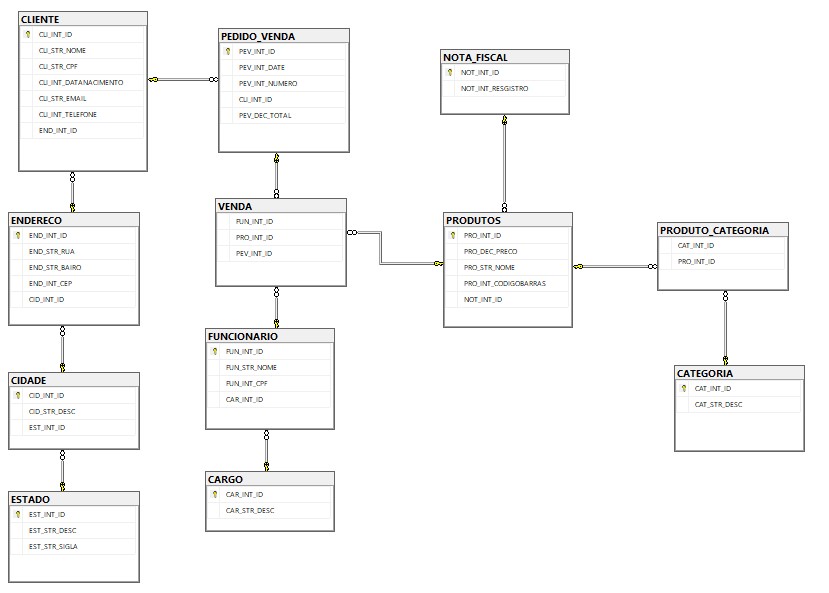 CLIENTE
CLI_INT_ID
CLI_STR_NOME
CLI_STR_CPF
CLI_INT_DATANACIMENTO
CLI_STR_EMAIL
CLI_INT_TELEFONE
END_INT_ID
PEDIDO_VENDA
PEV_INT_ID
PEV_INT_DATE
PEV_INT_NUMERO
CLI_INT_ID
PEV_DEC_TOTAL
NOTA_FISCAL
NOT_INT_ID
NOT_INT_RESGISTRO
ENDERECO
END_INT_ID
END_STR_RUA
END_STR_BAIRO
END_INT_CEP
CID_INT_ID
VENDA
FUN_INT_ID
PRO_INT_ID
PEV_INT_ID
PRODUTOS
PRO_INT_ID
PRO_DEC_PRECO
PRO_STR_NOME
PRO_INT_CODIGOBARRAS
NOT_INT_ID
PRODUTO_CATEGORIA
CAT_INT_ID
PRO_INT_ID
FUNCIONARIO
FUN_INT_ID
FUN_STR_NOME
FUN_INT_CPF
CAR_INT_ID
CIDADE
CID_INT_ID
CID_STR_DESC
EST_INT_ID
CATEGORIA
CAT_INT_ID
CAT_STR_DESC
CARGO
CAR_INT_ID
CAR_STR_DESC
ESTADO
EST_INT_ID
EST_STR_DESC
EST_STR_SIGLA